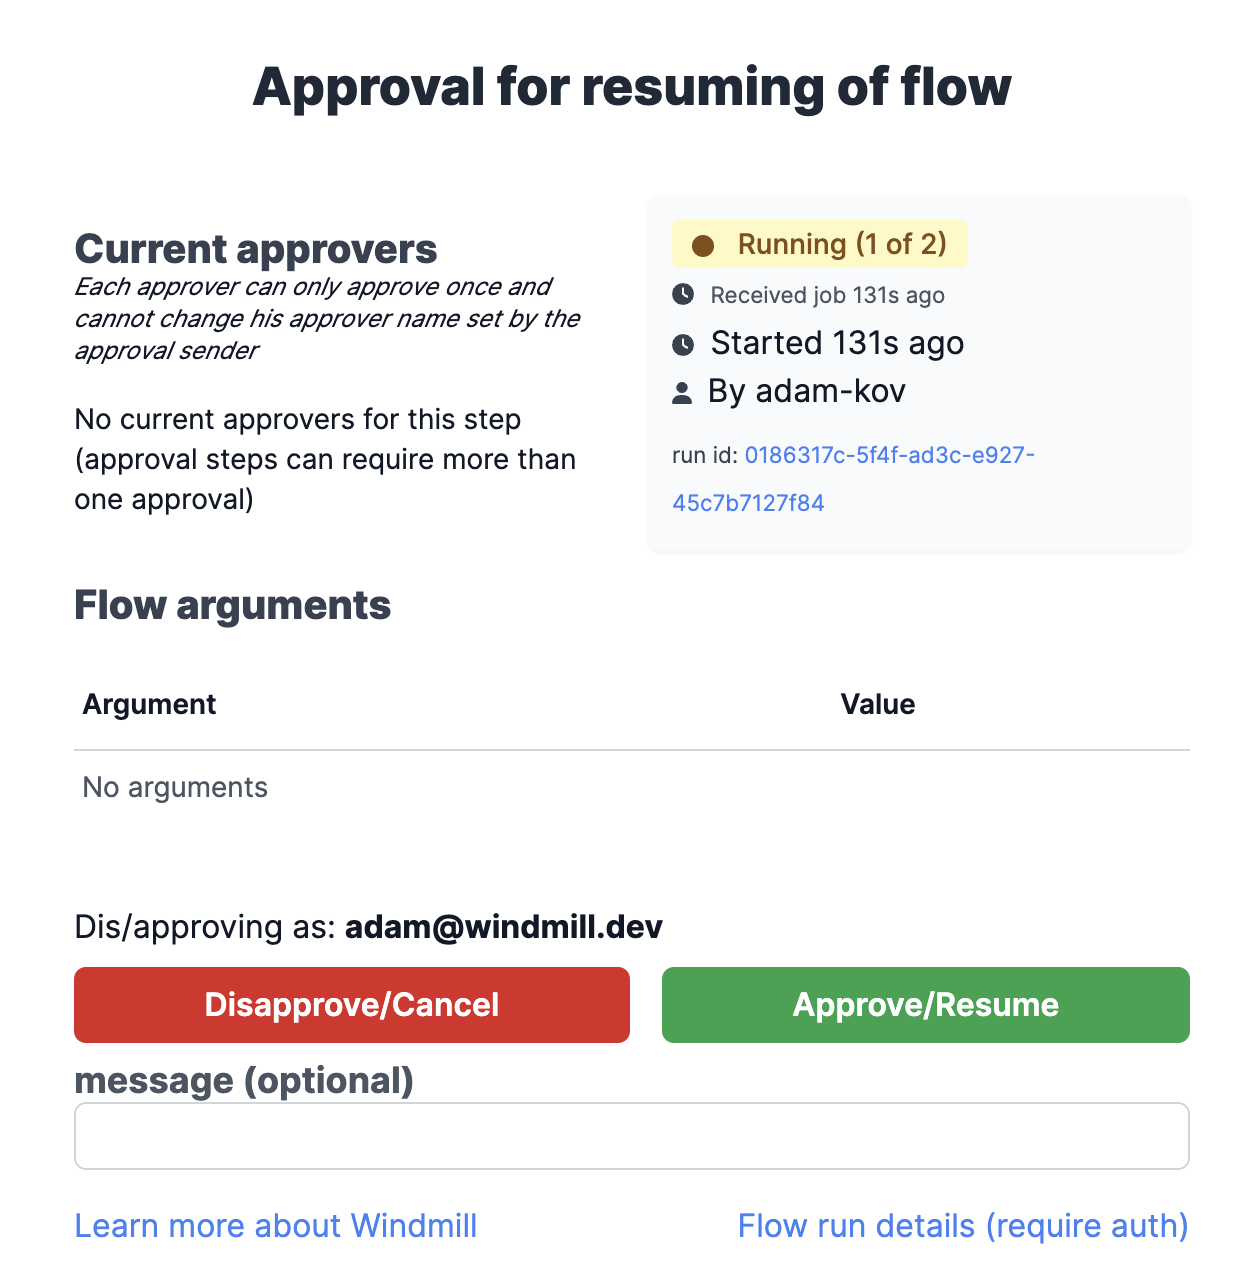 Approval for resuming of flow
Current approvers
Each approver can only approve once and
cannot change his approver name set by the
approval sender
No current approvers for this step
(approval steps can require more than
one approval)
Running (1 of 2)
Received job 131s ago
Started 131s ago
By adam-kov
run id: 0186317c-5f4f-ad3c-e927-
45c7b7127f84
Flow arguments
Argument Value
No arguments
Dis/approving as: adam@windmill.dev
Disapprove/Cancel Approve/Resume
message (optional)
Learn more about Windmill Flow run details (require auth)